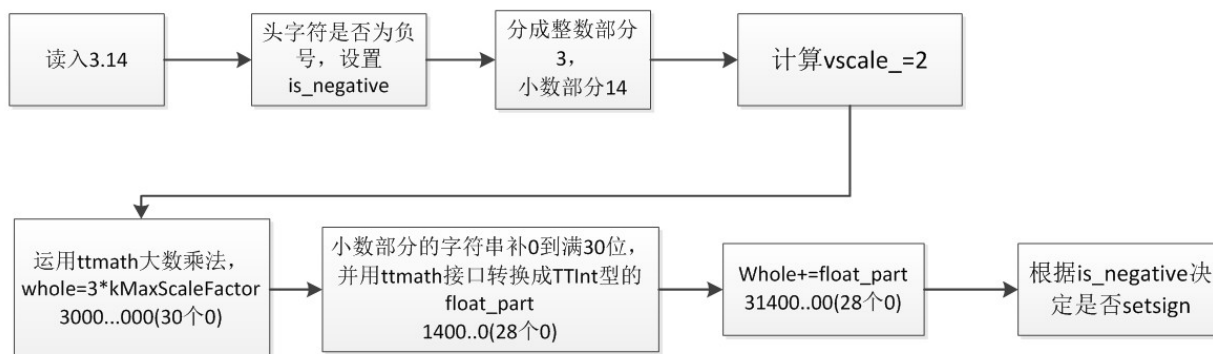 读入3.14
头字符是否为负
号，设置
is_negative
分成整数部分
3，
小数部分14
计算vscale_=2
运用ttmath大数乘法，
whole=3*kMaxScaleFactor
3000...000(30个0)
小数部分的字符串补0到满30位，
并用ttmath接口转换成TTInt型的
float_part
1400..0(28个0)
Whole+=float_part
31400..00(28个0)
根据is_negative决
定是否setsign